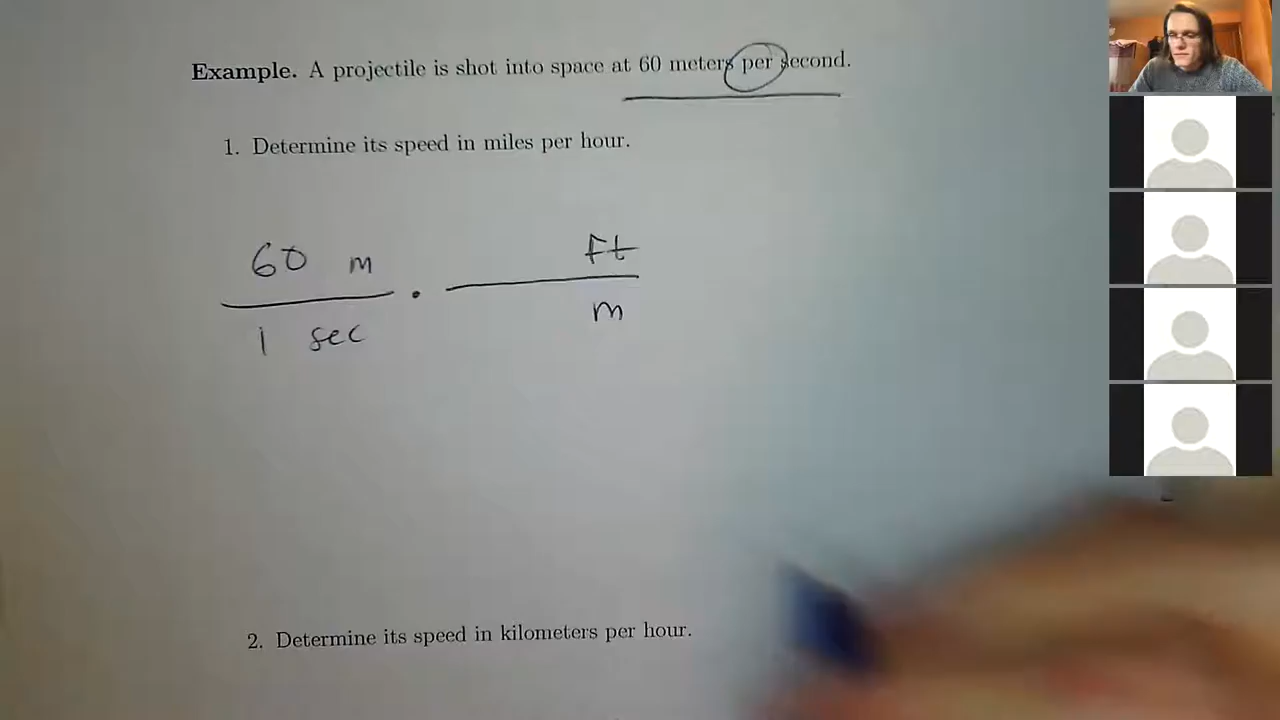 Example. A projectile is shot into space at 60 meters per second.
1. Determine its speed in miles per hour.
60 m ft
1 sec . m
2. Determine its speed in kilometers per hour.